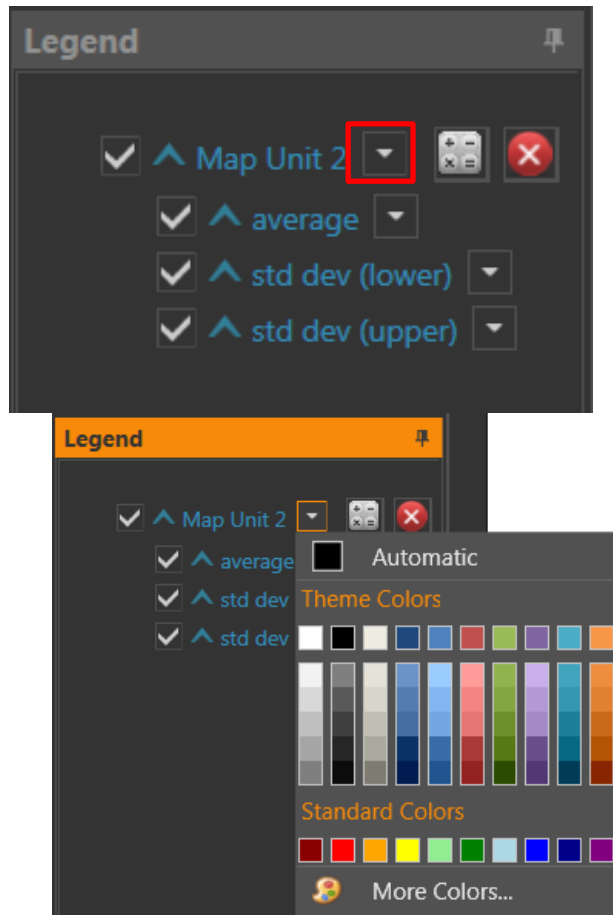 Legend
Map Unit 2
average
std dev (lower)
std dev (upper)
Legend
Map Unit 2
average
std dev
std dev
Automatic
Theme Colors
Standard Colors
More Colors...